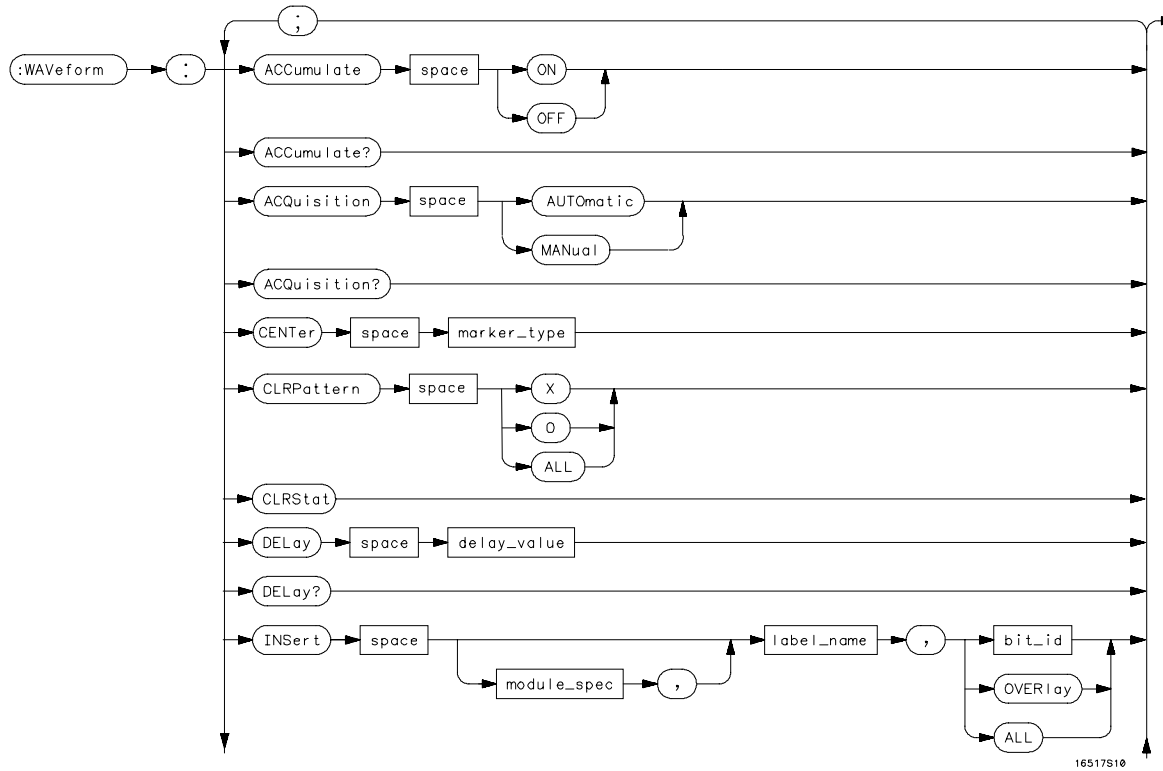 ;
:WAVeform : ACCumulate space ON
OFF
ACCumulate?
ACQuisition space AUTOmatic
MANual
ACQuisition?
CENTer space marker_type
CLRPattern space X
O
ALL
CLRStat
DELay space delay_value
DELay?
INSert space label_name , bit_id
module_spec , OVERlay
ALL
16517S10